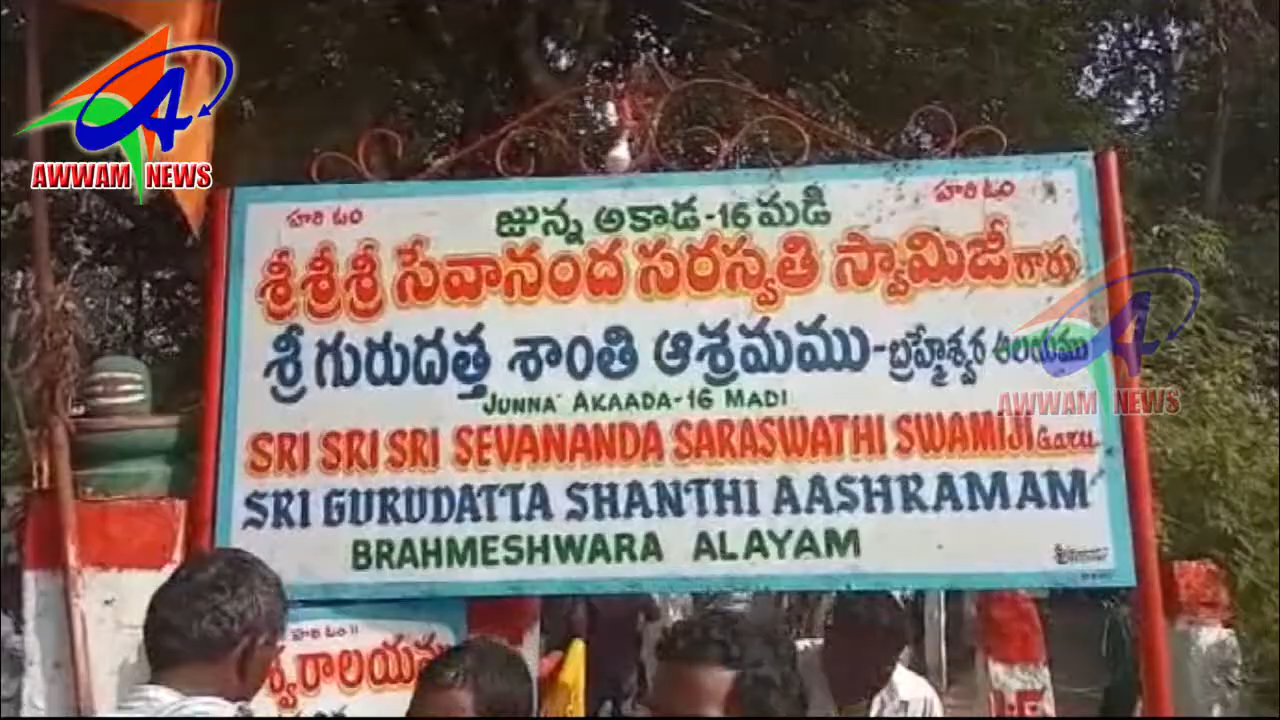 AWWAM NEWS
హరి ఓం
హరి ఓం
జున్న అకాడ-16 మడి
శ్రీశ్రీశ్రీ సేవానంద సరస్వతి స్వామిజీ గారు
శ్రీ గురుదత్త శాంతి ఆశ్రమము-బ్రహ్మేశ్వర ఆలయము
JUNNA AKAADA-16 MADI
AWWAM NEWS
SRI SRI SRI SEVANANDA SARASWATHI SWAMIJI Garu
SRI GURUDATTA SHANTHI AASHRAMAM
BRAHMESHWARA ALAYAM
హరి ఓం॥